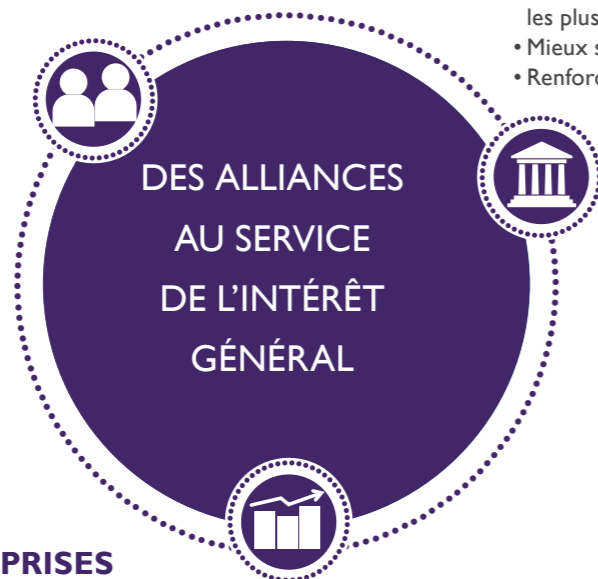 les plus
• Mieux s
• Renforc
DES ALLIANCES
AU SERVICE
DE L’INTÉRÊT
GÉNÉRAL
PRISES